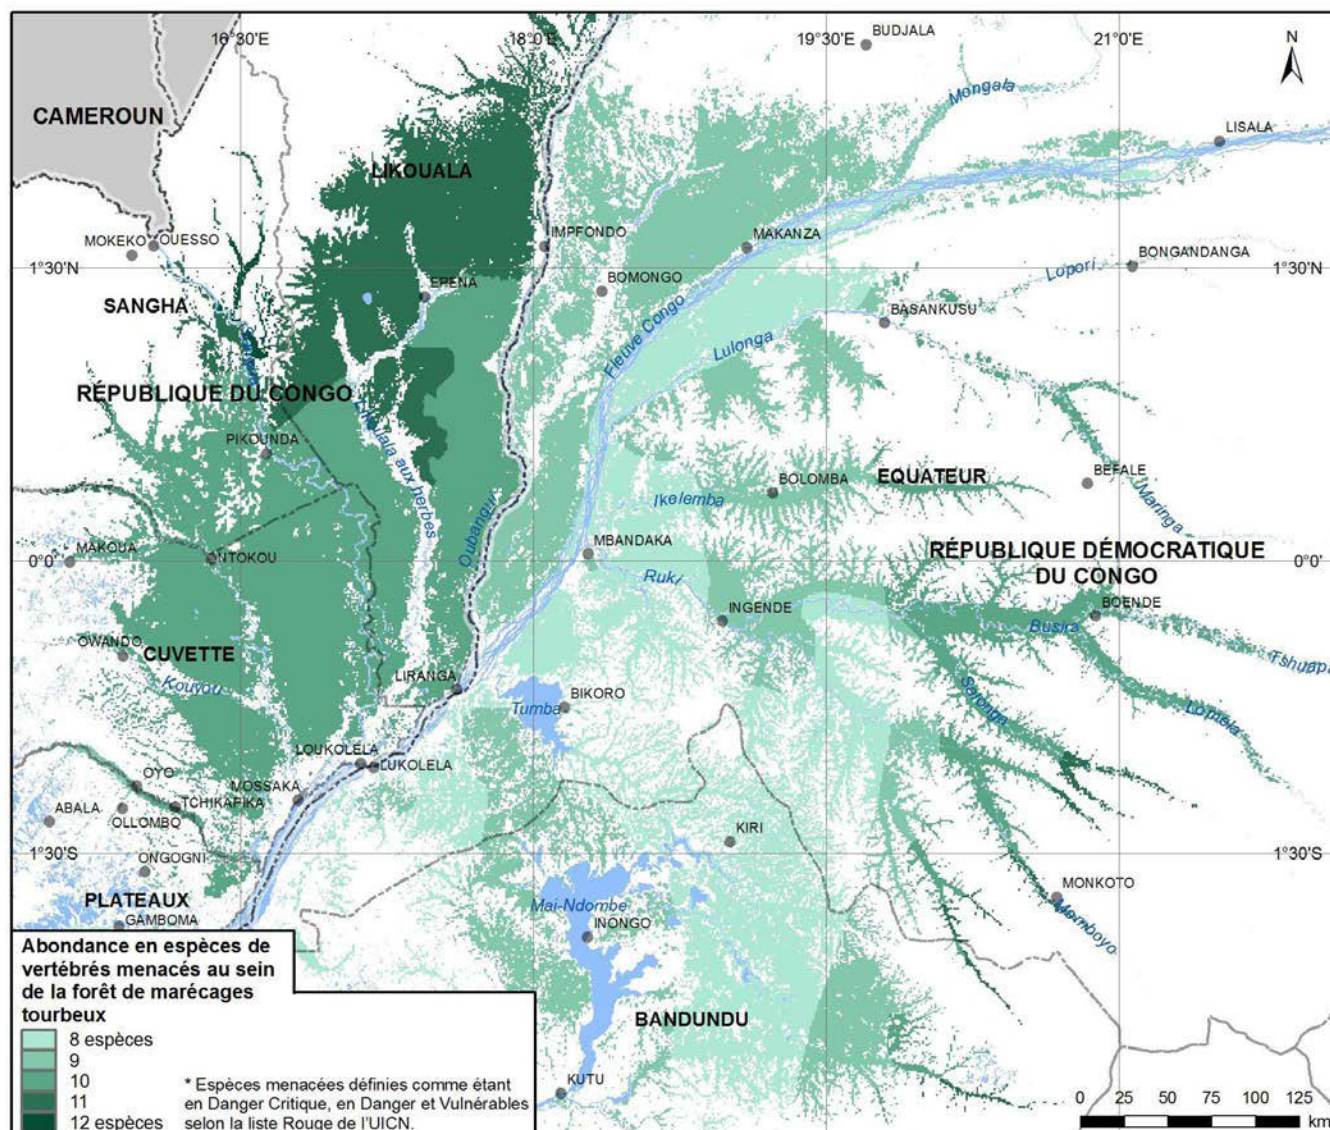 16°30'E 18°0'E 19°30'E 21°0'E
N
BUDJALA
CAMEROUN
Mongala
LISALA
LIKOUALA
MOKEKO
OUESSO
IMPFONDO
MAKANZA
1°30'N
BONGANDANGA
1°30'N
Lopori
EPENA
BOMONGO
SANGHA
BASANKUSU
Fleuve Congo
Lulonga
RÉPUBLIQUE DU CONGO
PIKOUNDA
Likouala aux herbes
BOLOMBA
EQUATEUR
BEFALE
Ikelemba
Maringa
Oubangui
MBANDAKA
MAKOUA
NTOKOU
RÉPUBLIQUE DÉMOCRATIQUE
DU CONGO
0°0'
0°0'
Ruki
INGENDE
BOENDE
Busira
OWANDO
CUVETTE
Tshuapa
Kouyou
LIRANGA
BIKORO
Tumba
Salonga
Lomela
LOUKOLELA
LUKOLELA
OYO
MOSSAKA
TCHIKAPIKA
ABALA
OLLOMBO
KIRI
1°30'S
1°30'S
ONGOGNI
MONKOTO
PLATEAUX
Mai-Ndombe
Momboyo
GAMBOMA
INONGO
BANDUNDU
KUTU
Abondance en espèces de
vertébrés menacés au sein
de la forêt de marécages
tourbeux
8 espèces
9
10
11
12 espèces
* Espèces menacées définies comme étant
en Danger Critique, en Danger et Vulnérables
selon la liste Rouge de l'UICN.
0 25 50 75 100 125
km